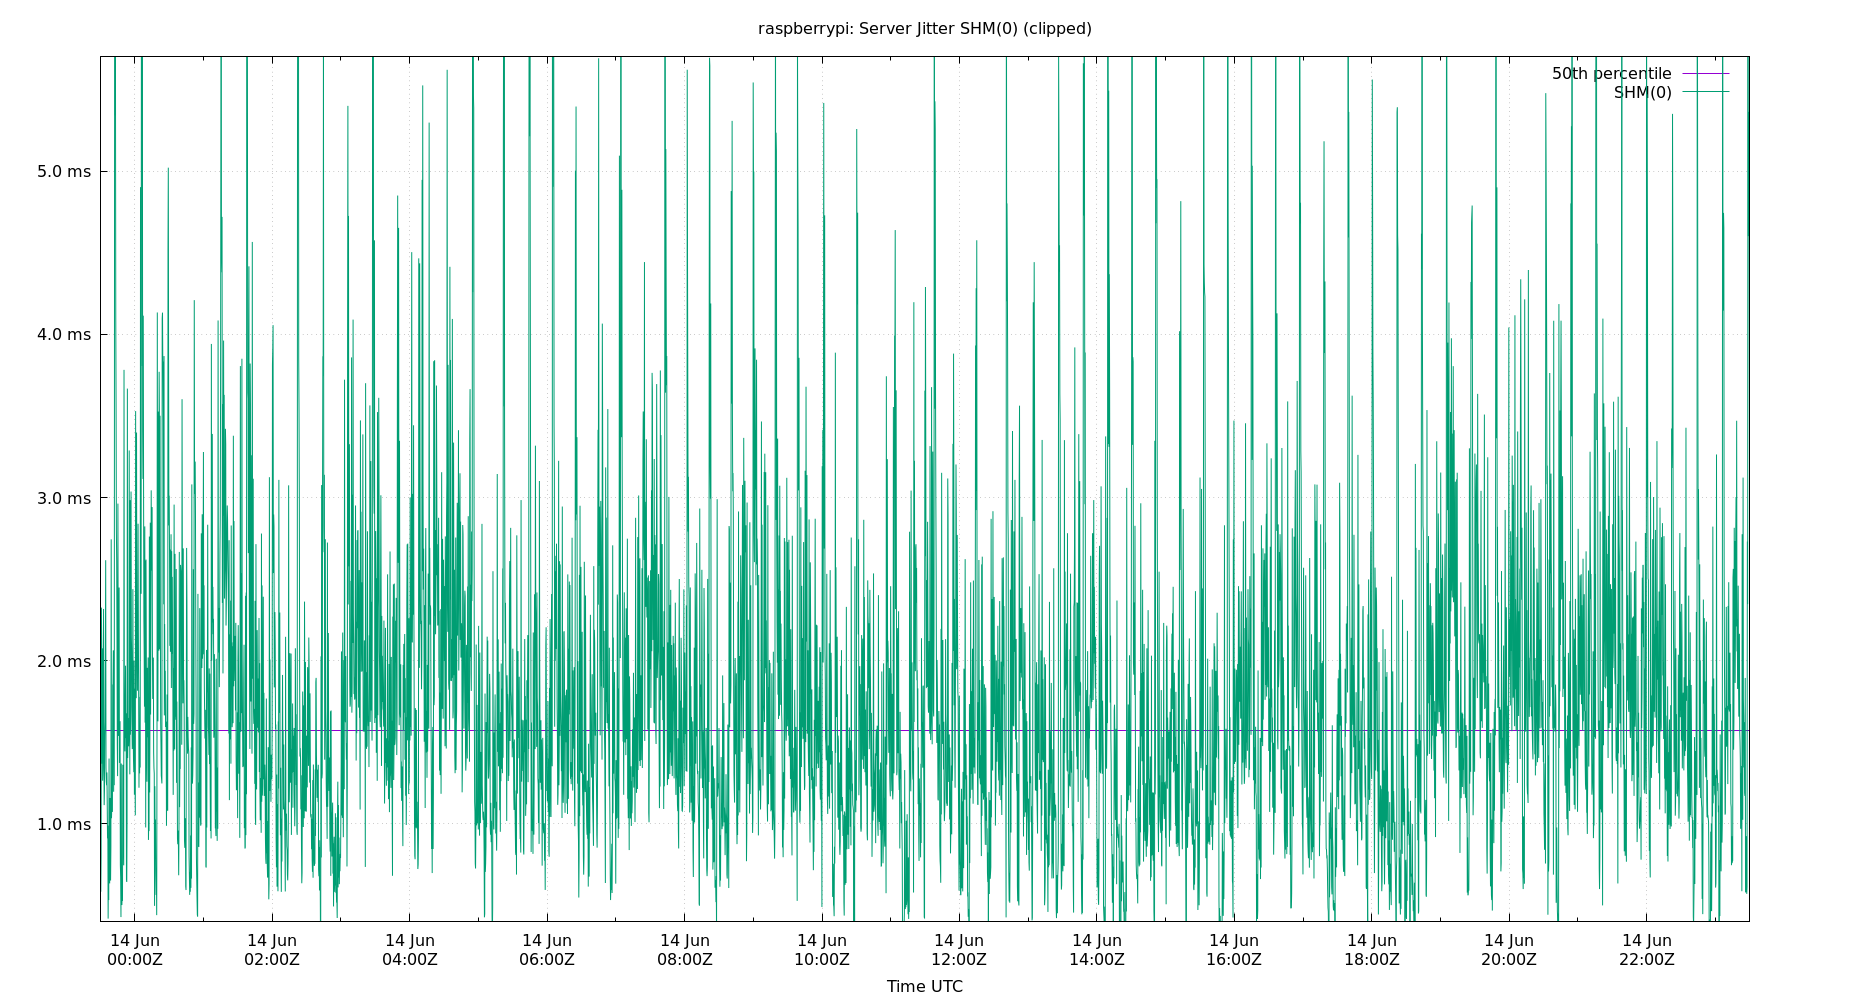 raspberrypi: Server Jitter SHM(0) (clipped)
50th percentile
SHM(0)
5.0 ms
4.0 ms
3.0 ms
2.0 ms
1.0 ms
14 Jun 14 Jun 14 Jun 14 Jun 14 Jun 14 Jun 14 Jun 14 Jun 14 Jun 14 Jun 14 Jun 14 Jun
00:00Z 02:00Z 04:00Z 06:00Z 08:00Z 10:00Z 12:00Z 14:00Z 16:00Z 18:00Z 20:00Z 22:00Z
Time UTC